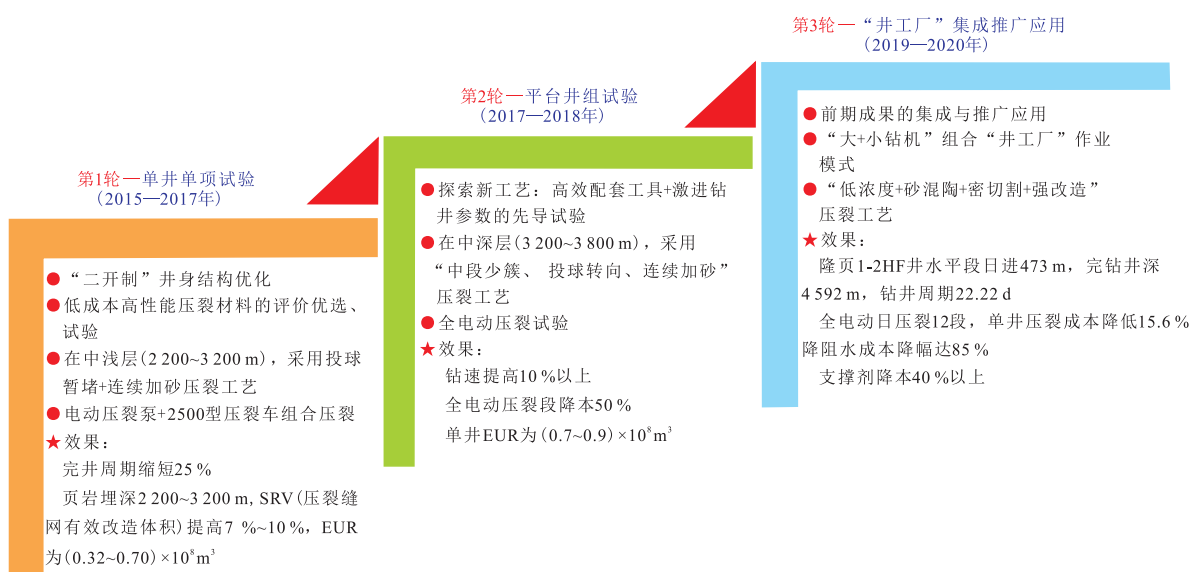 第1轮—单井单项试验
(2015—2017年)
●“二开制”井身结构优化
●低成本高性能压裂材料的评价优选、
试验
●在中浅层(2 200~3 200 m),采用投球
暂堵+连续加砂压裂工艺
●电动压裂泵+2500型压裂车组合压裂
★效果:
完井周期缩短25 %
页岩埋深2 200~3 200 m, SRV(压裂缝
网有效改造体积)提高7 %~10 %, EUR
为(0.32~0.70)×10⁸m³
第2轮—平台井组试验
(2017—2018年)
●探索新工艺:高效配套工具+激进钻
井参数的先导试验
●在中深层(3 200~3 800 m),采用
“中段少簇、 投球转向、连续加砂”
压裂工艺
●全电动压裂试验
★效果:
钻速提高10 %以上
全电动压裂段降本50 %
单井EUR为(0.7~0.9)×10⁸m³
第3轮—“井工厂”集成推广应用
(2019—2020年)
●前期成果的集成与推广应用
●“大+小钻机”组合“井工厂”作业
模式
●“低浓度+砂混陶+密切割+强改造”
压裂工艺
★效果:
隆页1-2HF井水平段日进473 m,完钻井深
4 592 m,钻井周期22.22 d
全电动日压裂12段,单井压裂成本降低15.6 %
降阻水成本降幅达85 %
支撑剂降本40 %以上